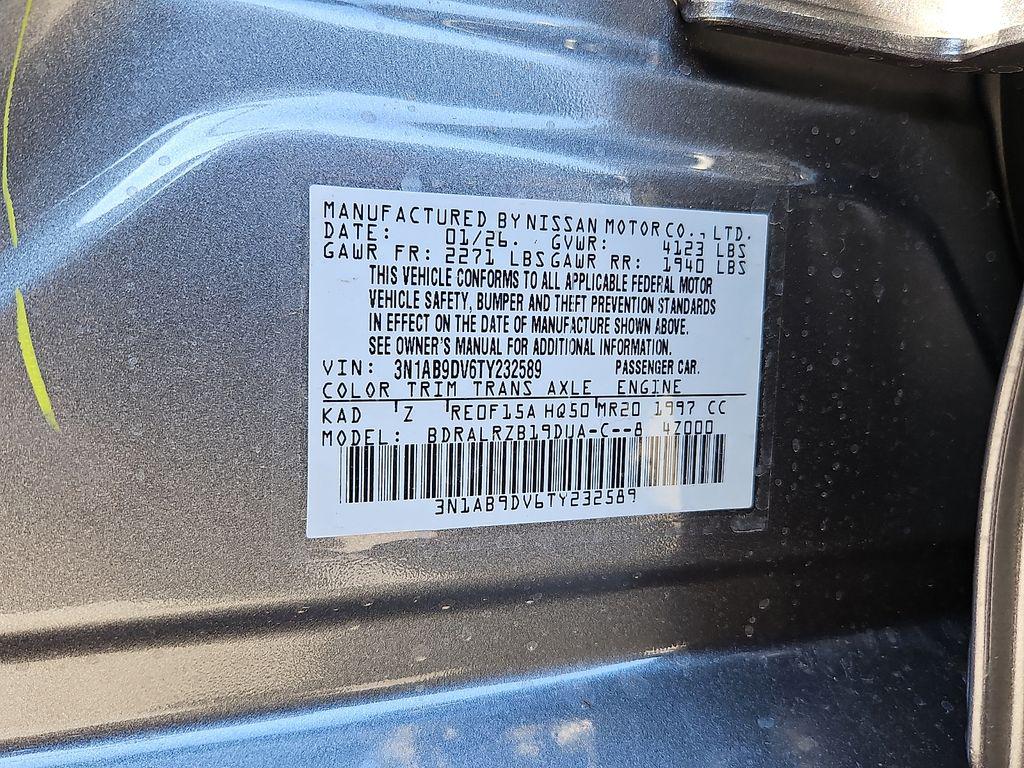 MANUFACTURED BY NISSAN MOTOR CO., LTD.
DATE: 01/26. GVWR: 4123 LBS
GAWR FR: 2271 LBS GAWR RR: 1940 LBS
THIS VEHICLE CONFORMS TO ALL APPLICABLE FEDERAL MOTOR
VEHICLE SAFETY, BUMPER AND THEFT PREVENTION STANDARDS
IN EFFECT ON THE DATE OF MANUFACTURE SHOWN ABOVE.
SEE OWNER'S MANUAL FOR ADDITIONAL INFORMATION.
VIN: 3N1AB9DV6TY232589 PASSENGER CAR.
COLOR TRIM TRANS AXLE ENGINE
KAD Z RE0F15A HQ50 MR20 1997 CC
MODEL: BDRALRZB19DUA-C--8 4Z000
3N1AB9DV6TY232589